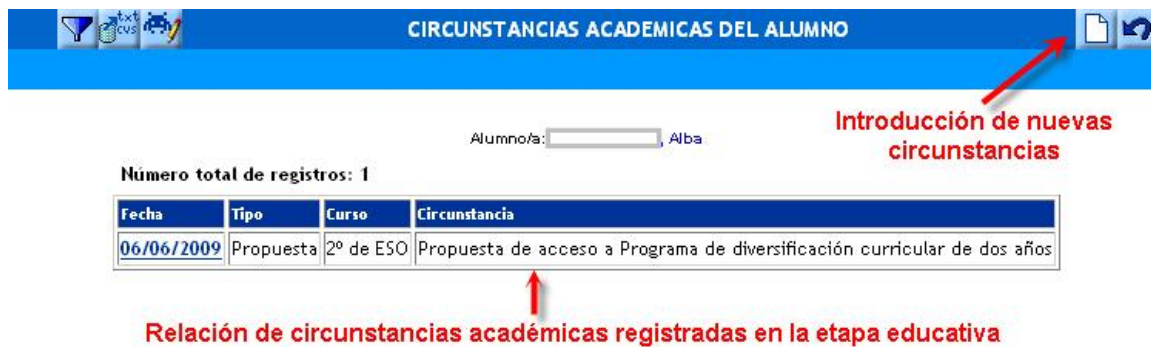 txt
cvs
CIRCUNSTANCIAS ACADEMICAS DEL ALUMNO
Introducción de nuevas
circunstancias
Alumno/a: , Alba
Número total de registros: 1
Fecha Tipo Curso Circunstancia
06/06/2009 Propuesta 2º de ESO Propuesta de acceso a Programa de diversificación curricular de dos años
Relación de circunstancias académicas registradas en la etapa educativa